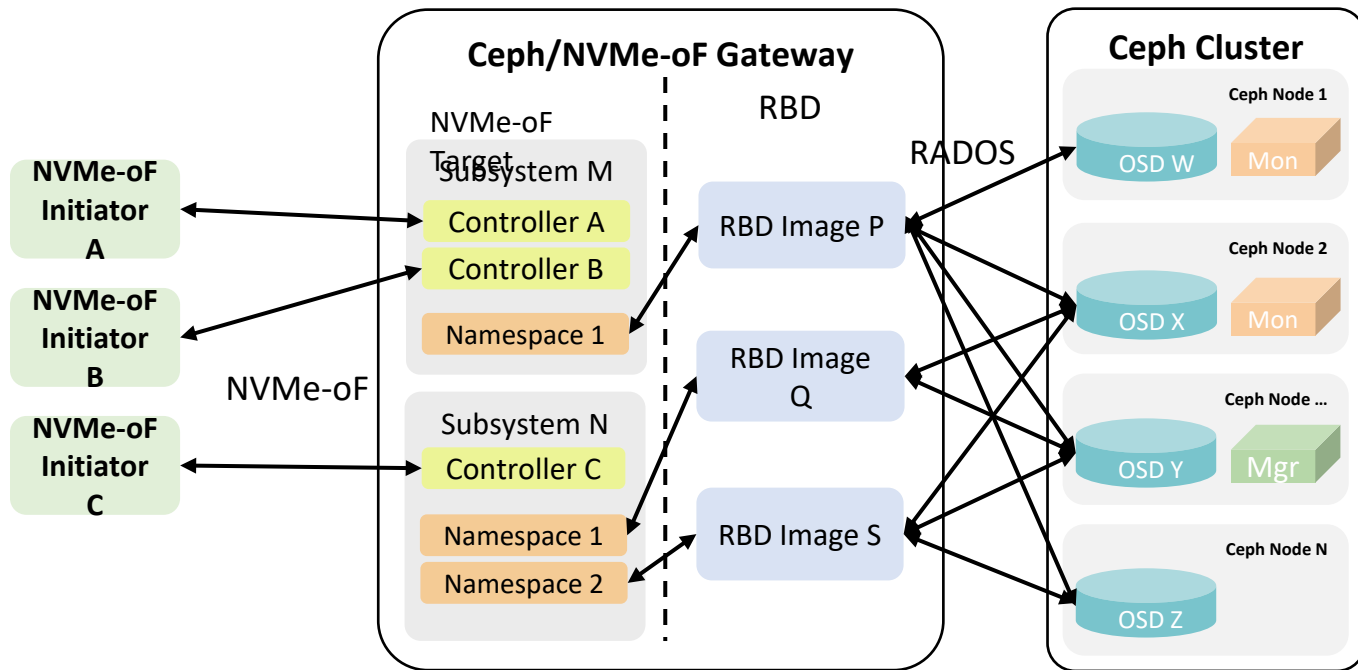 Ceph/NVMe-oF Gateway
NVMe-oF
Target
RBD
Subsystem M
Controller A
Controller B
Namespace 1
Subsystem N
Controller C
Namespace 1
Namespace 2
NVMe-oF
Initiator
A
NVMe-oF
Initiator
B
NVMe-oF
Initiator
C
NVMe-oF
RBD Image P
RBD Image
Q
RBD Image S
RADOS
Ceph Cluster
Ceph Node 1
OSD W
Mon
Ceph Node 2
OSD X
Mon
Ceph Node ...
OSD Y
Mgr
Ceph Node N
OSD Z